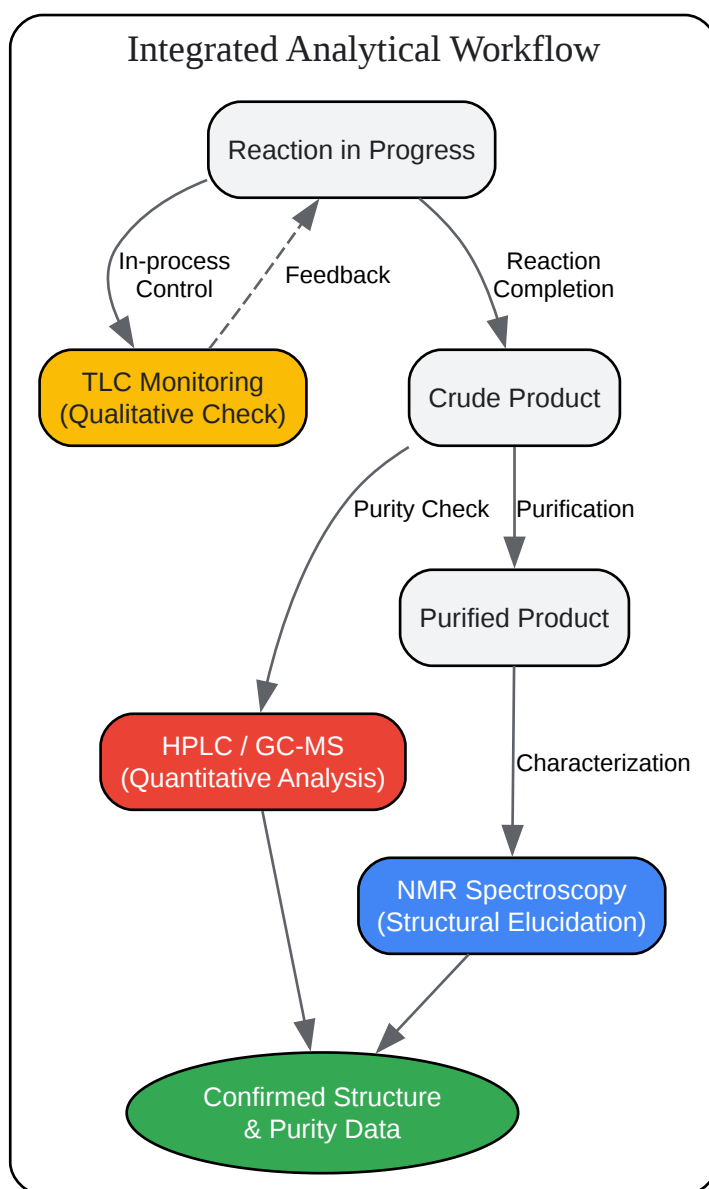 Integrated Analytical Workflow
Reaction in Progress
In-process
Control
Feedback
Reaction
Completion
TLC Monitoring
(Qualitative Check)
Crude Product
Purity Check
Purification
Purified Product
HPLC / GC-MS
(Quantitative Analysis)
Characterization
NMR Spectroscopy
(Structural Elucidation)
Confirmed Structure
& Purity Data